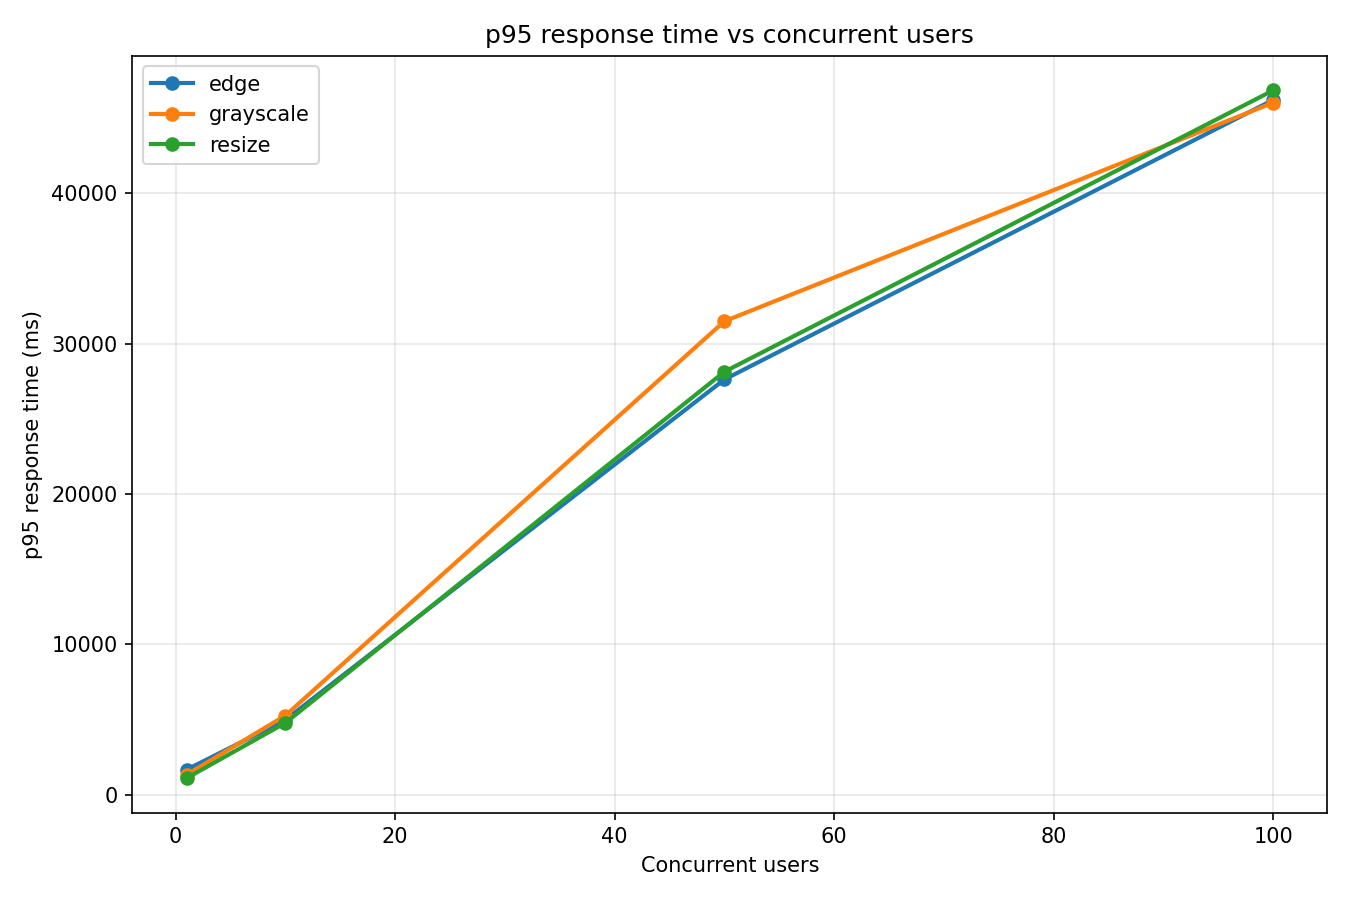 p95 response time vs concurrent users
edge
grayscale
resize
p95 response time (ms)
40000
30000
20000
10000
0
0 20 40 60 80 100
Concurrent users